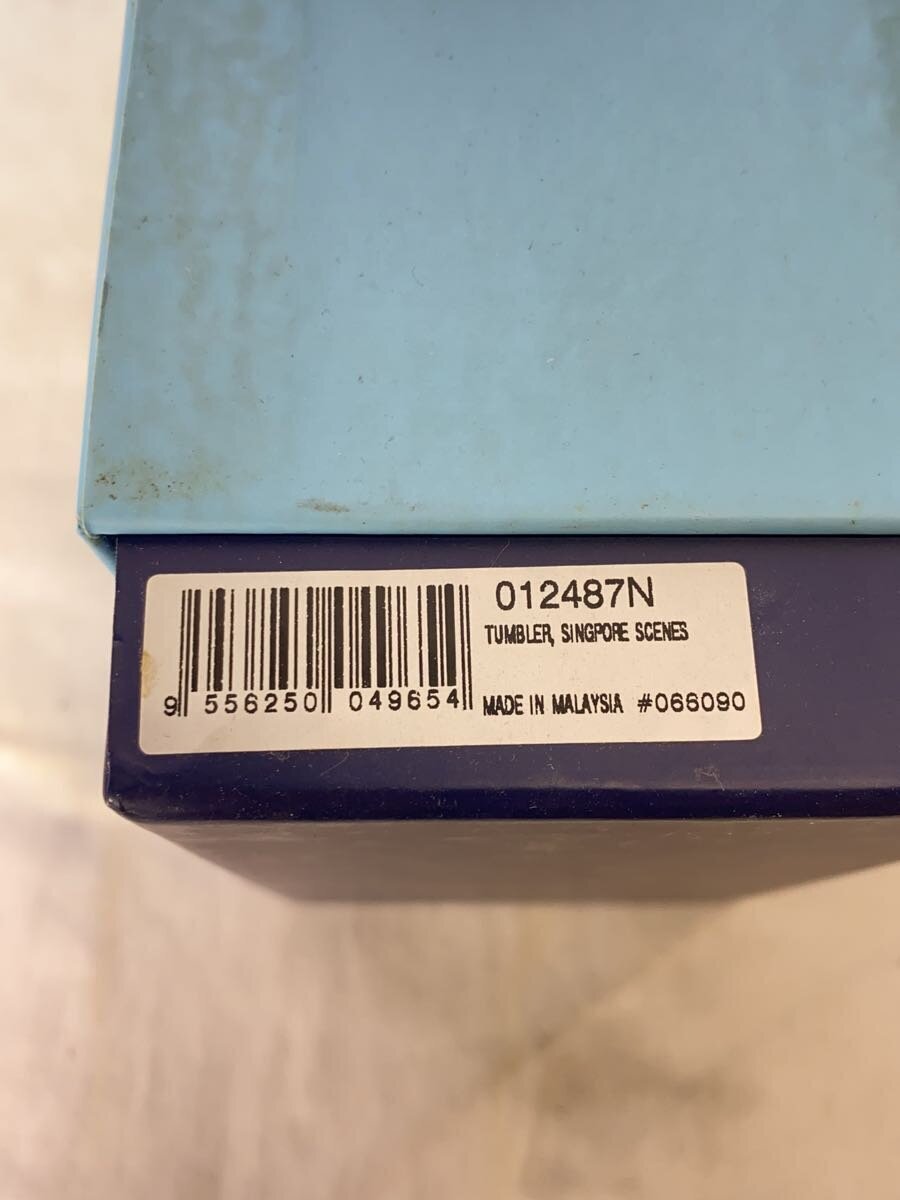 012487N
TUMBLER, SINGPORE SCENES
9 556250 049654
MADE IN MALAYSIA #066090